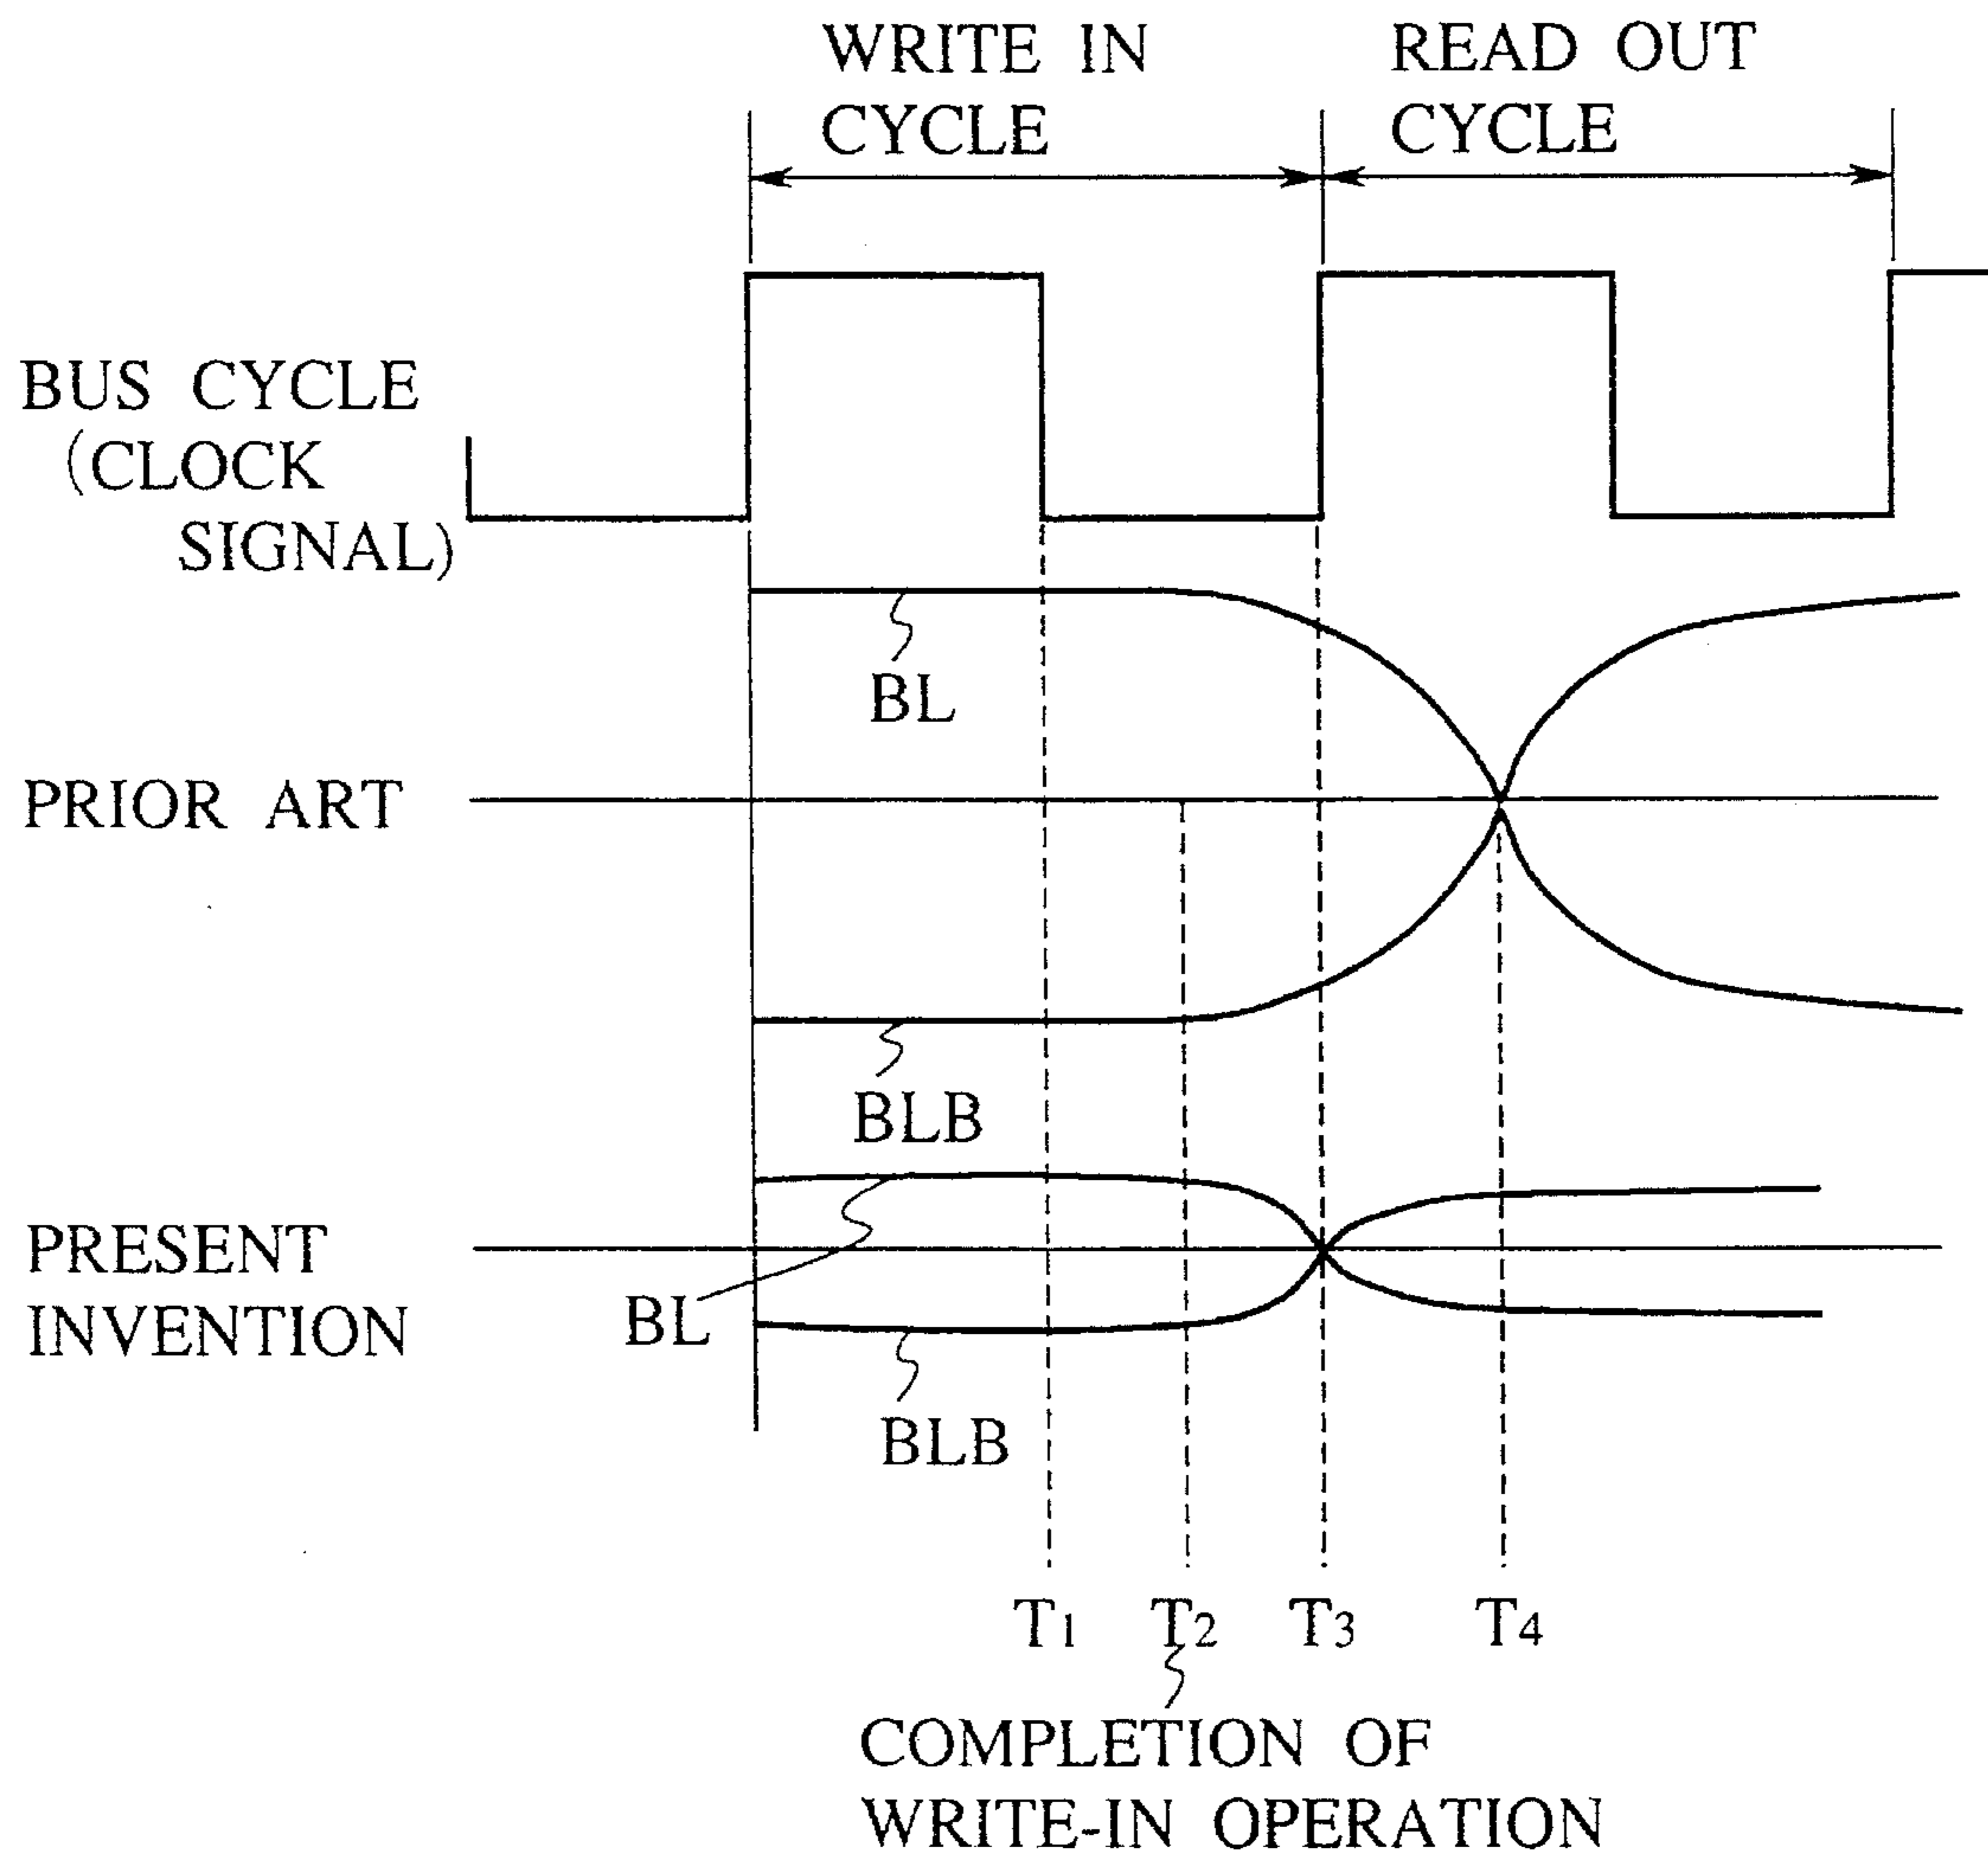 WRITE IN
CYCLE
READ OUT
CYCLE
BUS CYCLE
(CLOCK
SIGNAL)
BL
PRIOR ART
BLB
PRESENT
INVENTION
BL
BLB
T1 T2 T3 T4
COMPLETION OF
WRITE-IN OPERATION